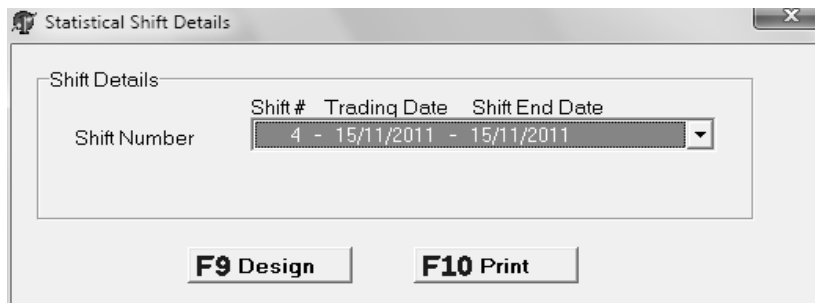 Statistical Shift Details
Shift Details
Shift # Trading Date Shift End Date
Shift Number 4 - 15/11/2011 - 15/11/2011
F9 Design F10 Print